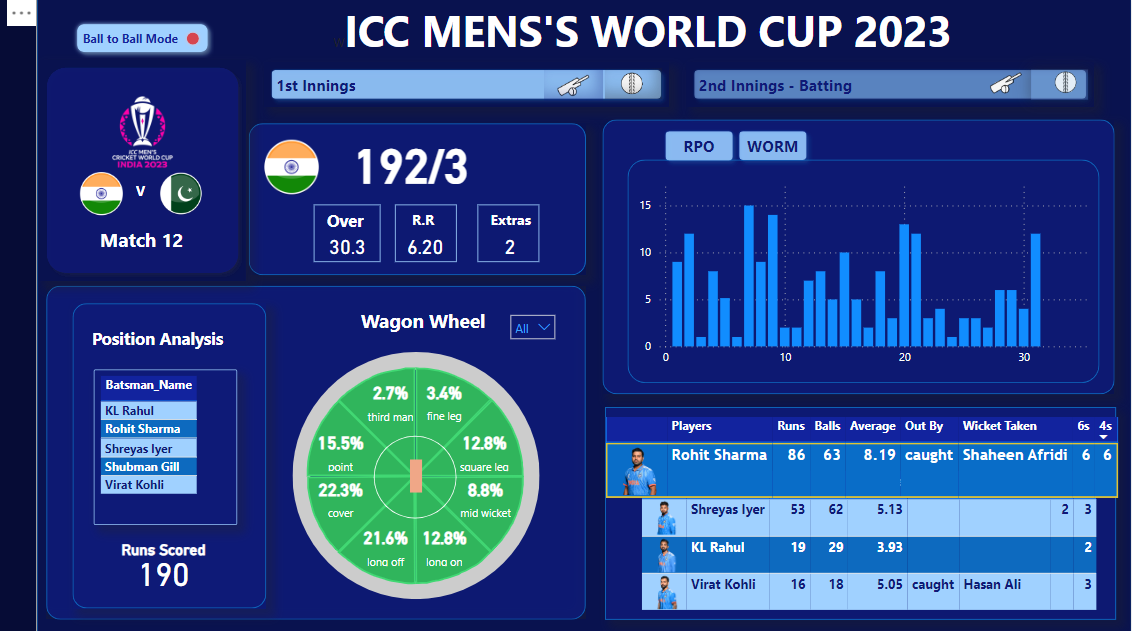 Ball to Ball Mode
ICC MENS'S WORLD CUP 2023
1st Innings
2nd Innings - Batting
ICC MEN'S
CRICKET WORLD CUP
INDIA 2023
V
Match 12
192/3
Over
30.3
R.R
6.20
Extras
2
RPO
WORM
15
10
5
0
0
10
20
30
Position Analysis
Batsman_Name
KL Rahul
Rohit Sharma
Shreyas Iyer
Shubman Gill
Virat Kohli
Runs Scored
190
Wagon Wheel
All
2.7%
third man
3.4%
fine leg
15.5%
point
12.8%
square leg
22.3%
cover
8.8%
mid wicket
21.6%
long off
12.8%
long on
Players Runs Balls Average Out By Wicket Taken 6s 4s
Rohit Sharma 86 63 8.19 caught Shaheen Afridi 6 6
Shreyas Iyer 53 62 5.13 2 3
KL Rahul 19 29 3.93 2
Virat Kohli 16 18 5.05 caught Hasan Ali 3